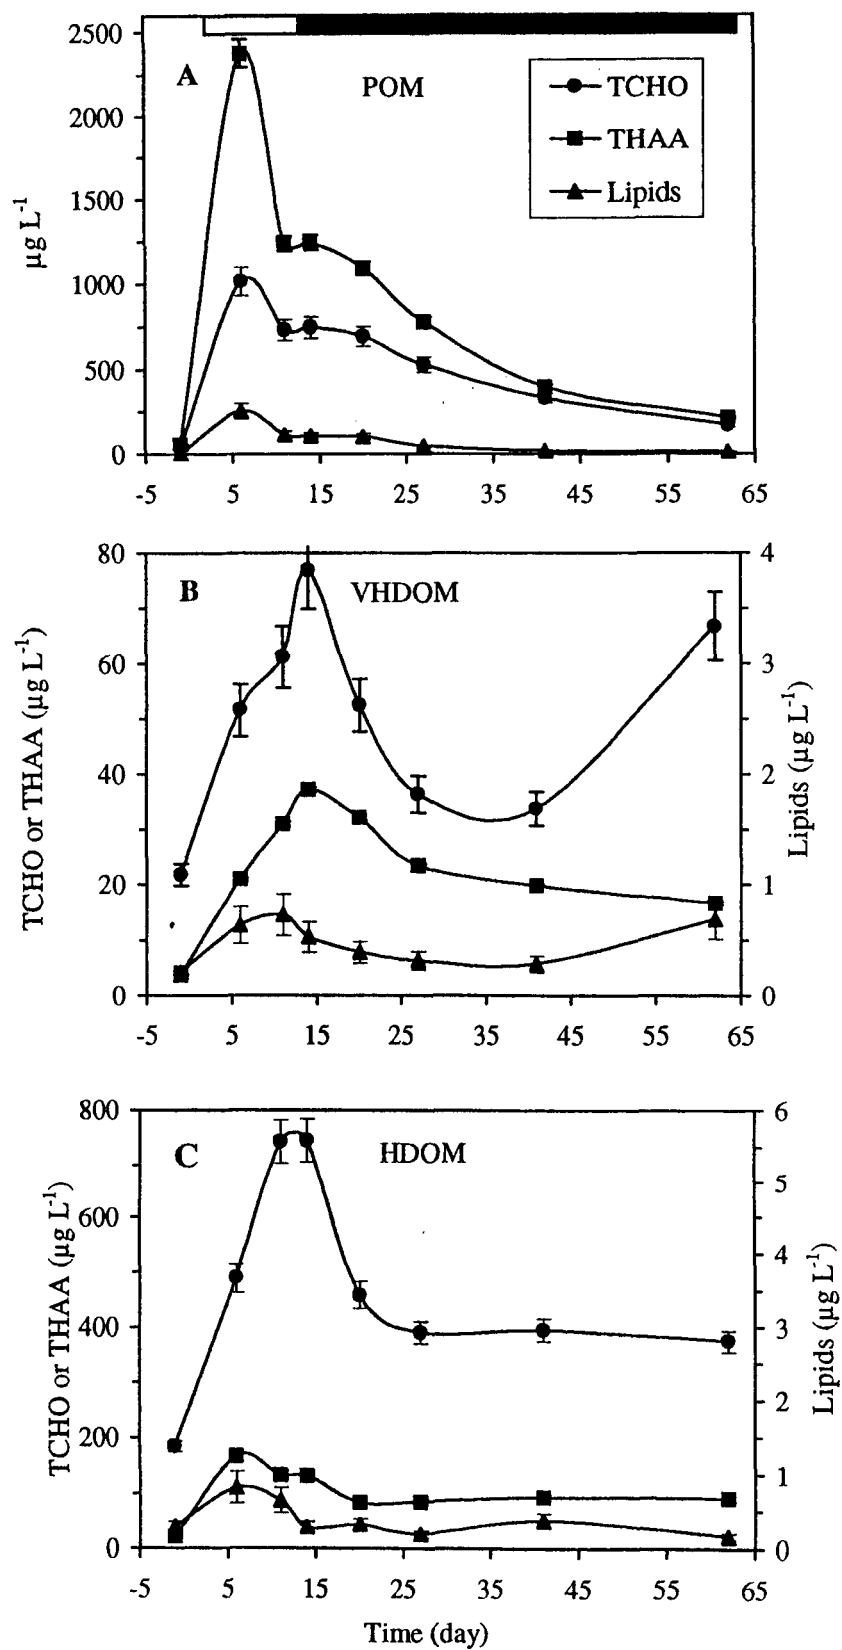 2500
A
POM
TCHO
THAA
Lipids
2000
1500
1000
500
0
µg L-1
-5 5 15 25 35 45 55 65
80
60
40
20
0
B
VHDOM
4
3
2
1
0
TCHO or THAA (µg L-1)
Lipids (µg L-1)
-5 5 15 25 35 45 55 65
800
600
400
200
0
C
HDOM
6
5
4
3
2
1
0
TCHO or THAA (µg L-1)
Lipids (µg L-1)
-5 5 15 25 35 45 55 65
Time (day)